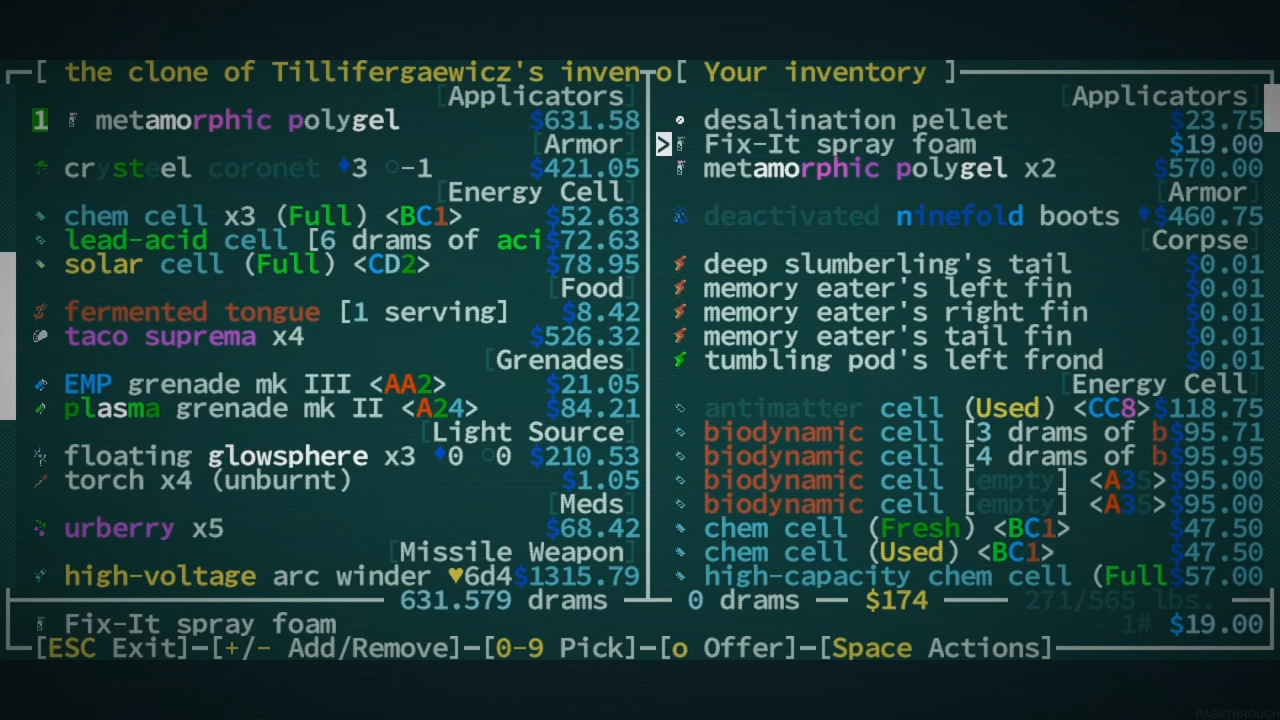 [ the clone of Tillifergaewicz's inven o[ Your inventory ]
[Applicators]
1 metamorphic polygel $631.58
[Armor]
crysteel coronet ♦3 ○-1 $421.05
[Energy Cell]
chem cell x3 (Full) <BC1> $52.63
lead-acid cell [6 drams of aci $72.63
solar cell (Full) <CD2> $78.95
[Food]
fermented tongue [1 serving] $8.42
taco suprema x4 $526.32
[Grenades]
EMP grenade mk III <AA2> $21.05
plasma grenade mk II <A24> $84.21
[Light Source]
floating glowsphere x3 ♦0 ○0 $210.53
torch x4 (unburnt) $1.05
[Meds]
urberry x5 $68.42
[Missile Weapon]
high-voltage arc winder ♥6d4 $1315.79
[Applicators]
desalination pellet $23.75
> Fix-It spray foam $19.00
metamorphic polygel x2 $570.00
[Armor]
deactivated ninefold boots ♦$460.75
[Corpse]
deep slumberling's tail $0.01
memory eater's left fin $0.01
memory eater's right fin $0.01
memory eater's tail fin $0.01
tumbling pod's left frond $0.01
[Energy Cell]
antimatter cell (Used) <CC8> $118.75
biodynamic cell [3 drams of b $95.71
biodynamic cell [4 drams of b $95.95
biodynamic cell [empty] <A35> $95.00
biodynamic cell [empty] <A35> $95.00
chem cell (Fresh) <BC1> $47.50
chem cell (Used) <BC1> $47.50
high-capacity chem cell (Full $57.00
631.579 drams 0 drams $174 271/565 lbs.
Fix-It spray foam 1# $19.00
[ESC Exit]-[+/- Add/Remove]-[0-9 Pick]-[o Offer]-[Space Actions]